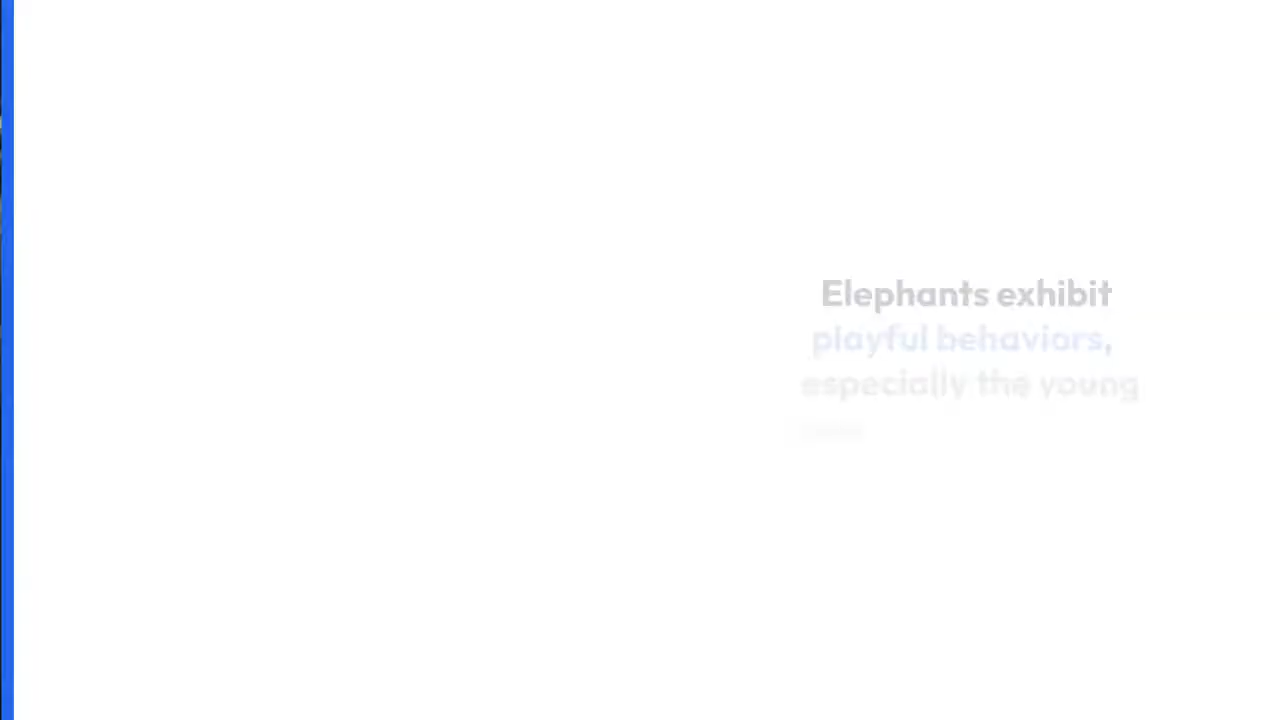 Elephants exhibit
playful behaviors,
especially the young